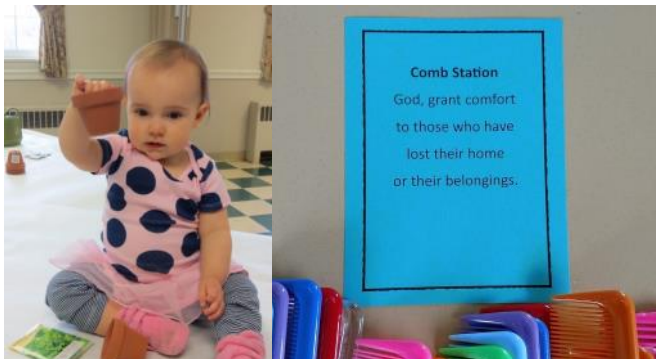 Comb Station
God, grant comfort
to those who have
lost their home
or their belongings.